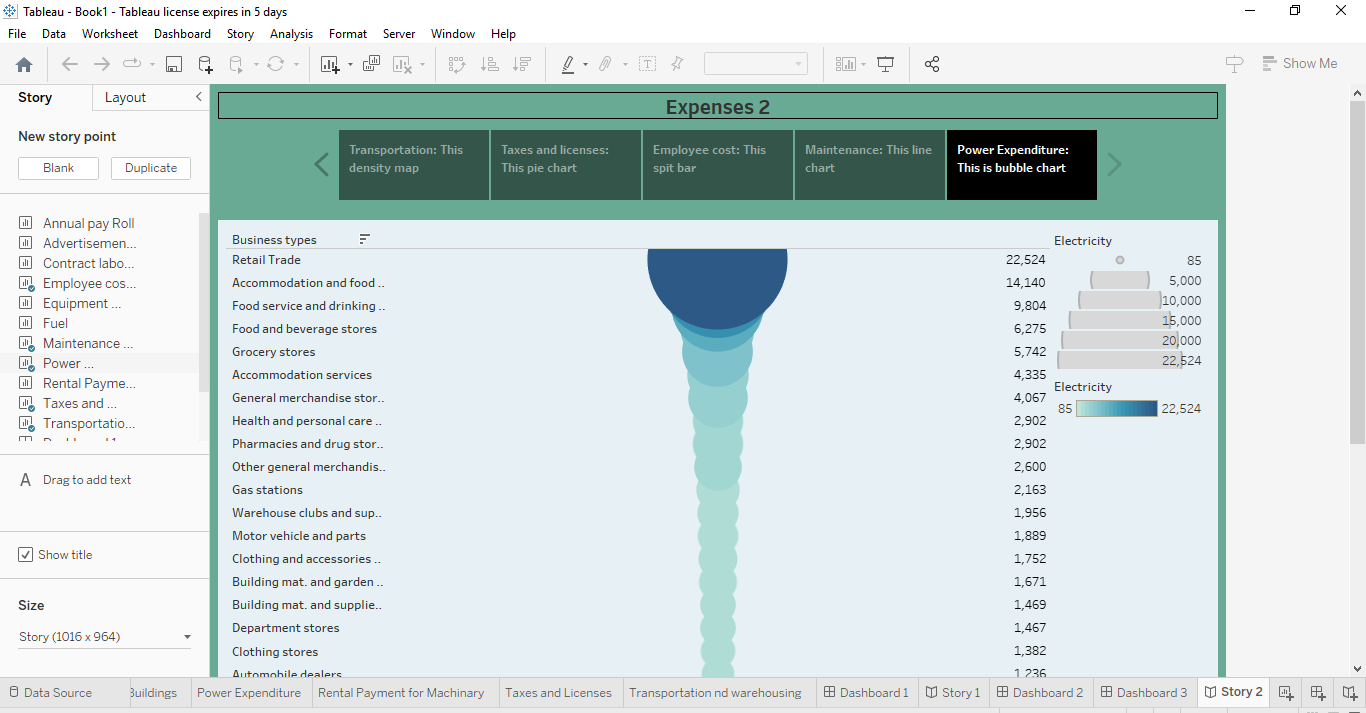 Tableau - Book1 - Tableau license expires in 5 days
File Data Worksheet Dashboard Story Analysis Format Server Window Help
Show Me
Story Layout
New story point
Blank Duplicate
Annual pay Roll
Advertisemen...
Contract labo...
Employee cos...
Equipment ...
Fuel
Maintenance ...
Power ...
Rental Payme...
Taxes and ...
Transportatio...
A Drag to add text
Show title
Size
Story (1016 x 964)
Expenses 2
Transportation: This
density map
Taxes and licenses:
This pie chart
Employee cost: This
spit bar
Maintenance: This line
chart
Power Expenditure:
This is bubble chart
Business types
Retail Trade 22,524
Accommodation and food .. 14,140
Food service and drinking .. 9,804
Food and beverage stores 6,275
Grocery stores 5,742
Accommodation services 4,335
General merchandise stor.. 4,067
Health and personal care .. 2,902
Pharmacies and drug stor.. 2,902
Other general merchandis.. 2,600
Gas stations 2,163
Warehouse clubs and sup.. 1,956
Motor vehicle and parts 1,889
Clothing and accessories .. 1,752
Building mat. and garden .. 1,671
Building mat. and supplie.. 1,469
Department stores 1,467
Clothing stores 1,382
Automobile dealers 1,236
Electricity
85
5,000
10,000
15,000
20,000
22,524
Electricity
85 22,524
Data Source Buildings Power Expenditure Rental Payment for Machinary Taxes and Licenses Transportation nd warehousing Dashboard 1 Story 1 Dashboard 2 Dashboard 3 Story 2